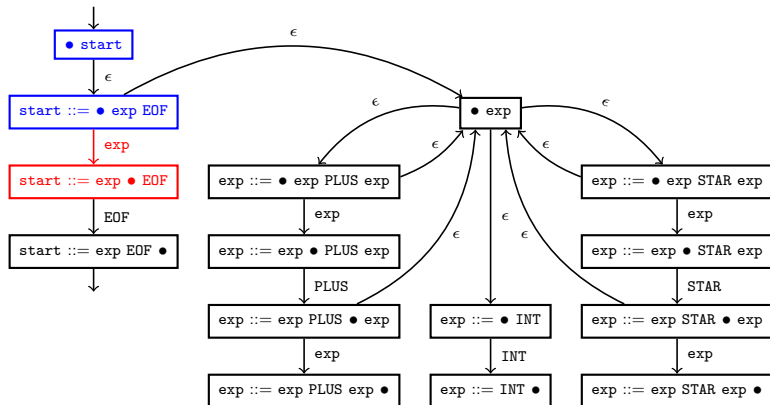 ● start
ϵ
start ::= ● exp EOF
exp
start ::= exp ● EOF
EOF
start ::= exp EOF ●
ϵ
● exp
ϵ
ϵ
ϵ
ϵ
ϵ
ϵ
ϵ
exp ::= ● exp PLUS exp
exp
exp ::= exp ● PLUS exp
PLUS
exp ::= exp PLUS ● exp
exp
exp ::= exp PLUS exp ●
exp ::= ● INT
INT
exp ::= INT ●
exp ::= ● exp STAR exp
exp
exp ::= exp ● STAR exp
STAR
exp ::= exp STAR ● exp
exp
exp ::= exp STAR exp ●